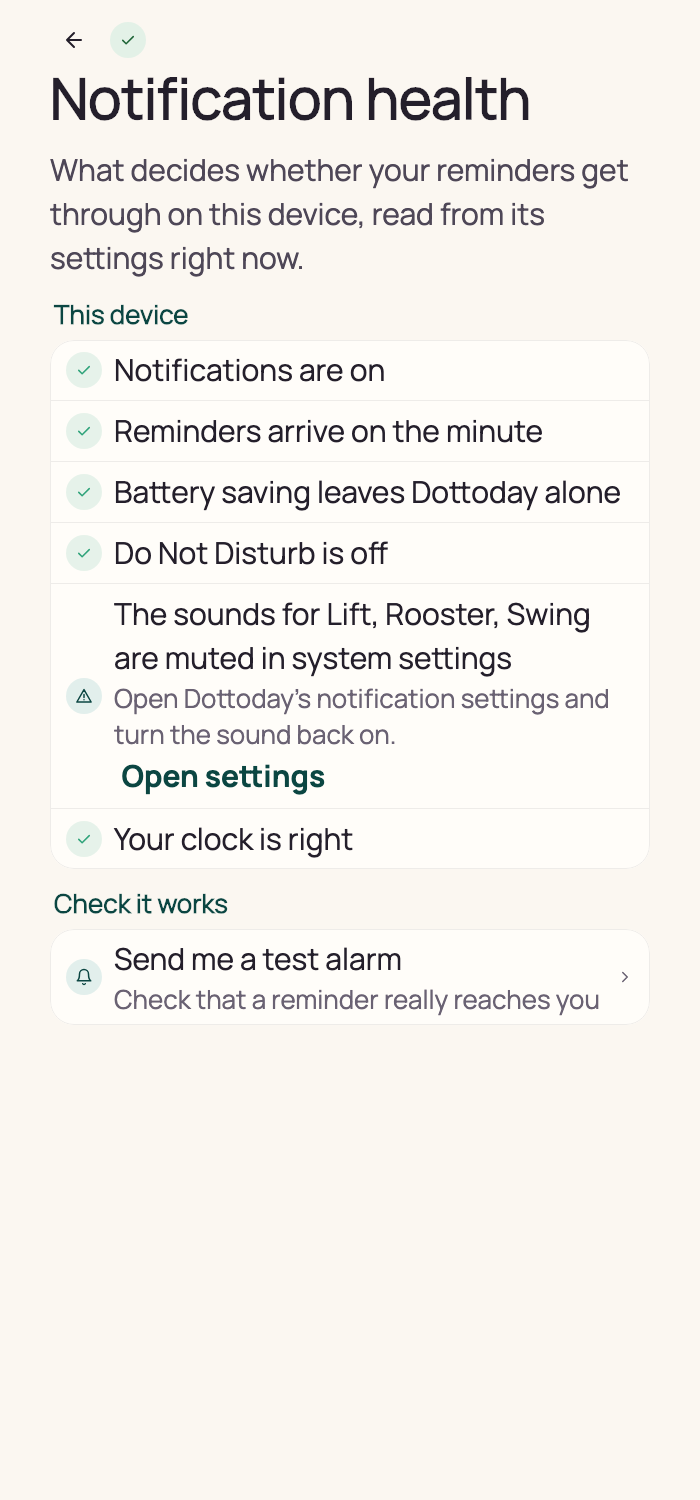 Notification health
What decides whether your reminders get
through on this device, read from its
settings right now.
This device
Notifications are on
Reminders arrive on the minute
Battery saving leaves Dottoday alone
Do Not Disturb is off
The sounds for Lift, Rooster, Swing
are muted in system settings
Open Dottoday's notification settings and
turn the sound back on.
Open settings
Your clock is right
Check it works
Send me a test alarm
Check that a reminder really reaches you